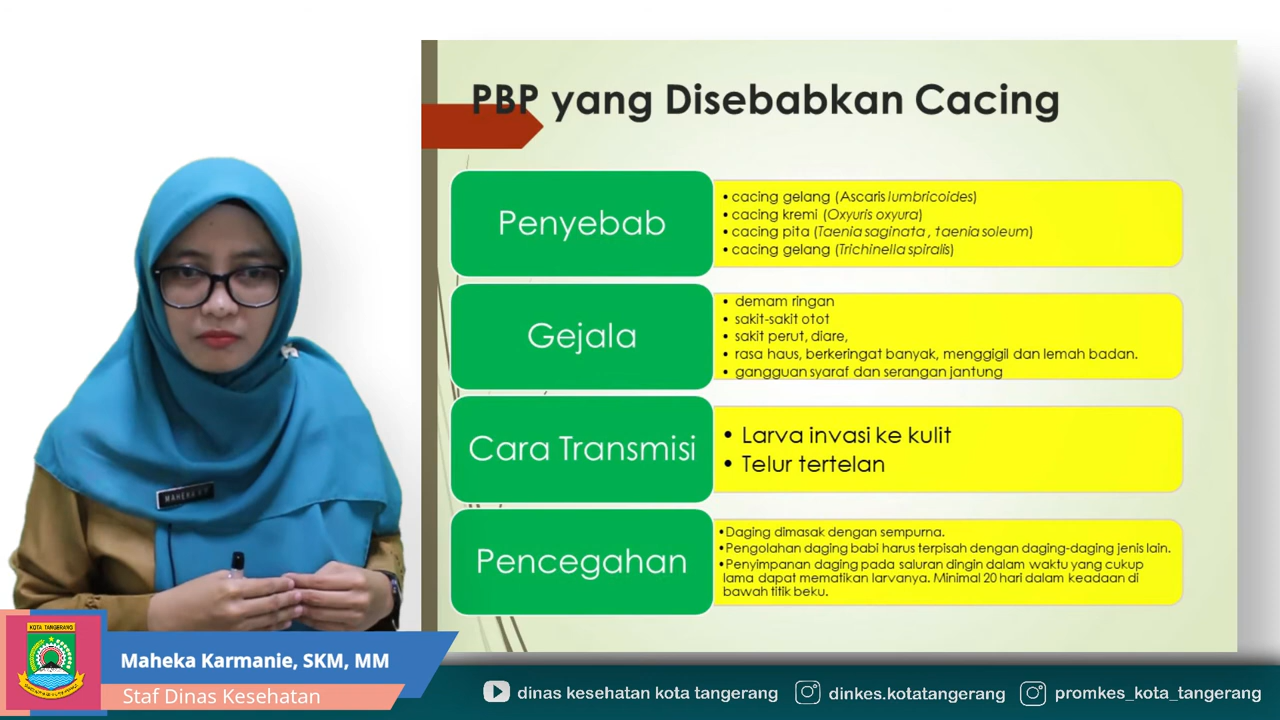 PBP yang Disebabkan Cacing
Penyebab
• cacing gelang (Ascaris lumbricoides)
• cacing kremi (Oxyuris oxyura)
• cacing pita (Taenia saginata , taenia soleum)
• cacing gelang (Trichinella spiralis)
Gejala
• demam ringan
• sakit-sakit otot
• sakit perut, diare,
• rasa haus, berkeringat banyak, menggigil dan lemah badan.
• gangguan syaraf dan serangan jantung
Cara Transmisi
• Larva invasi ke kulit
• Telur tertelan
Pencegahan
•Daging dimasak dengan sempurna.
•Pengolahan daging babi harus terpisah dengan daging-daging jenis lain.
•Penyimpanan daging pada saluran dingin dalam waktu yang cukup
lama dapat mematikan larvanya. Minimal 20 hari dalam keadaan di
bawah titik beku.
MAHEKA
KOTA TANGERANG
Maheka Karmanie, SKM, MM
Staf Dinas Kesehatan
dinas kesehatan kota tangerang
dinkes.kotatangerang
promkes_kota_tangerang